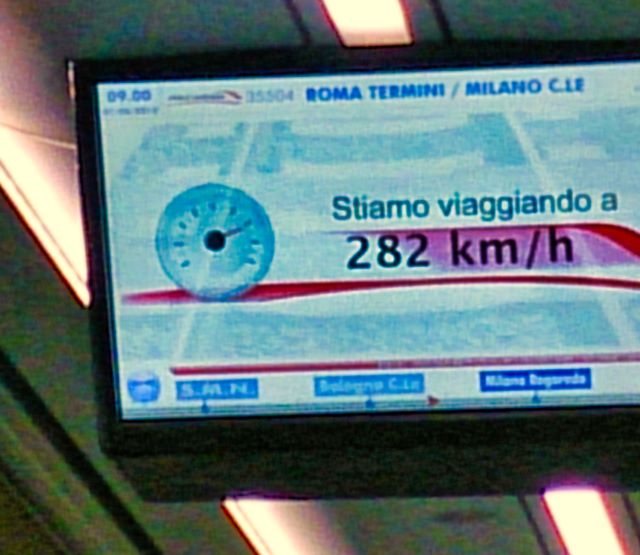 09.00 35504 ROMA TERMINI / MILANO C.LE
Stiamo viaggiando a
282 km/h
S.M.N. Bologna C.Le Milano Rogoredo